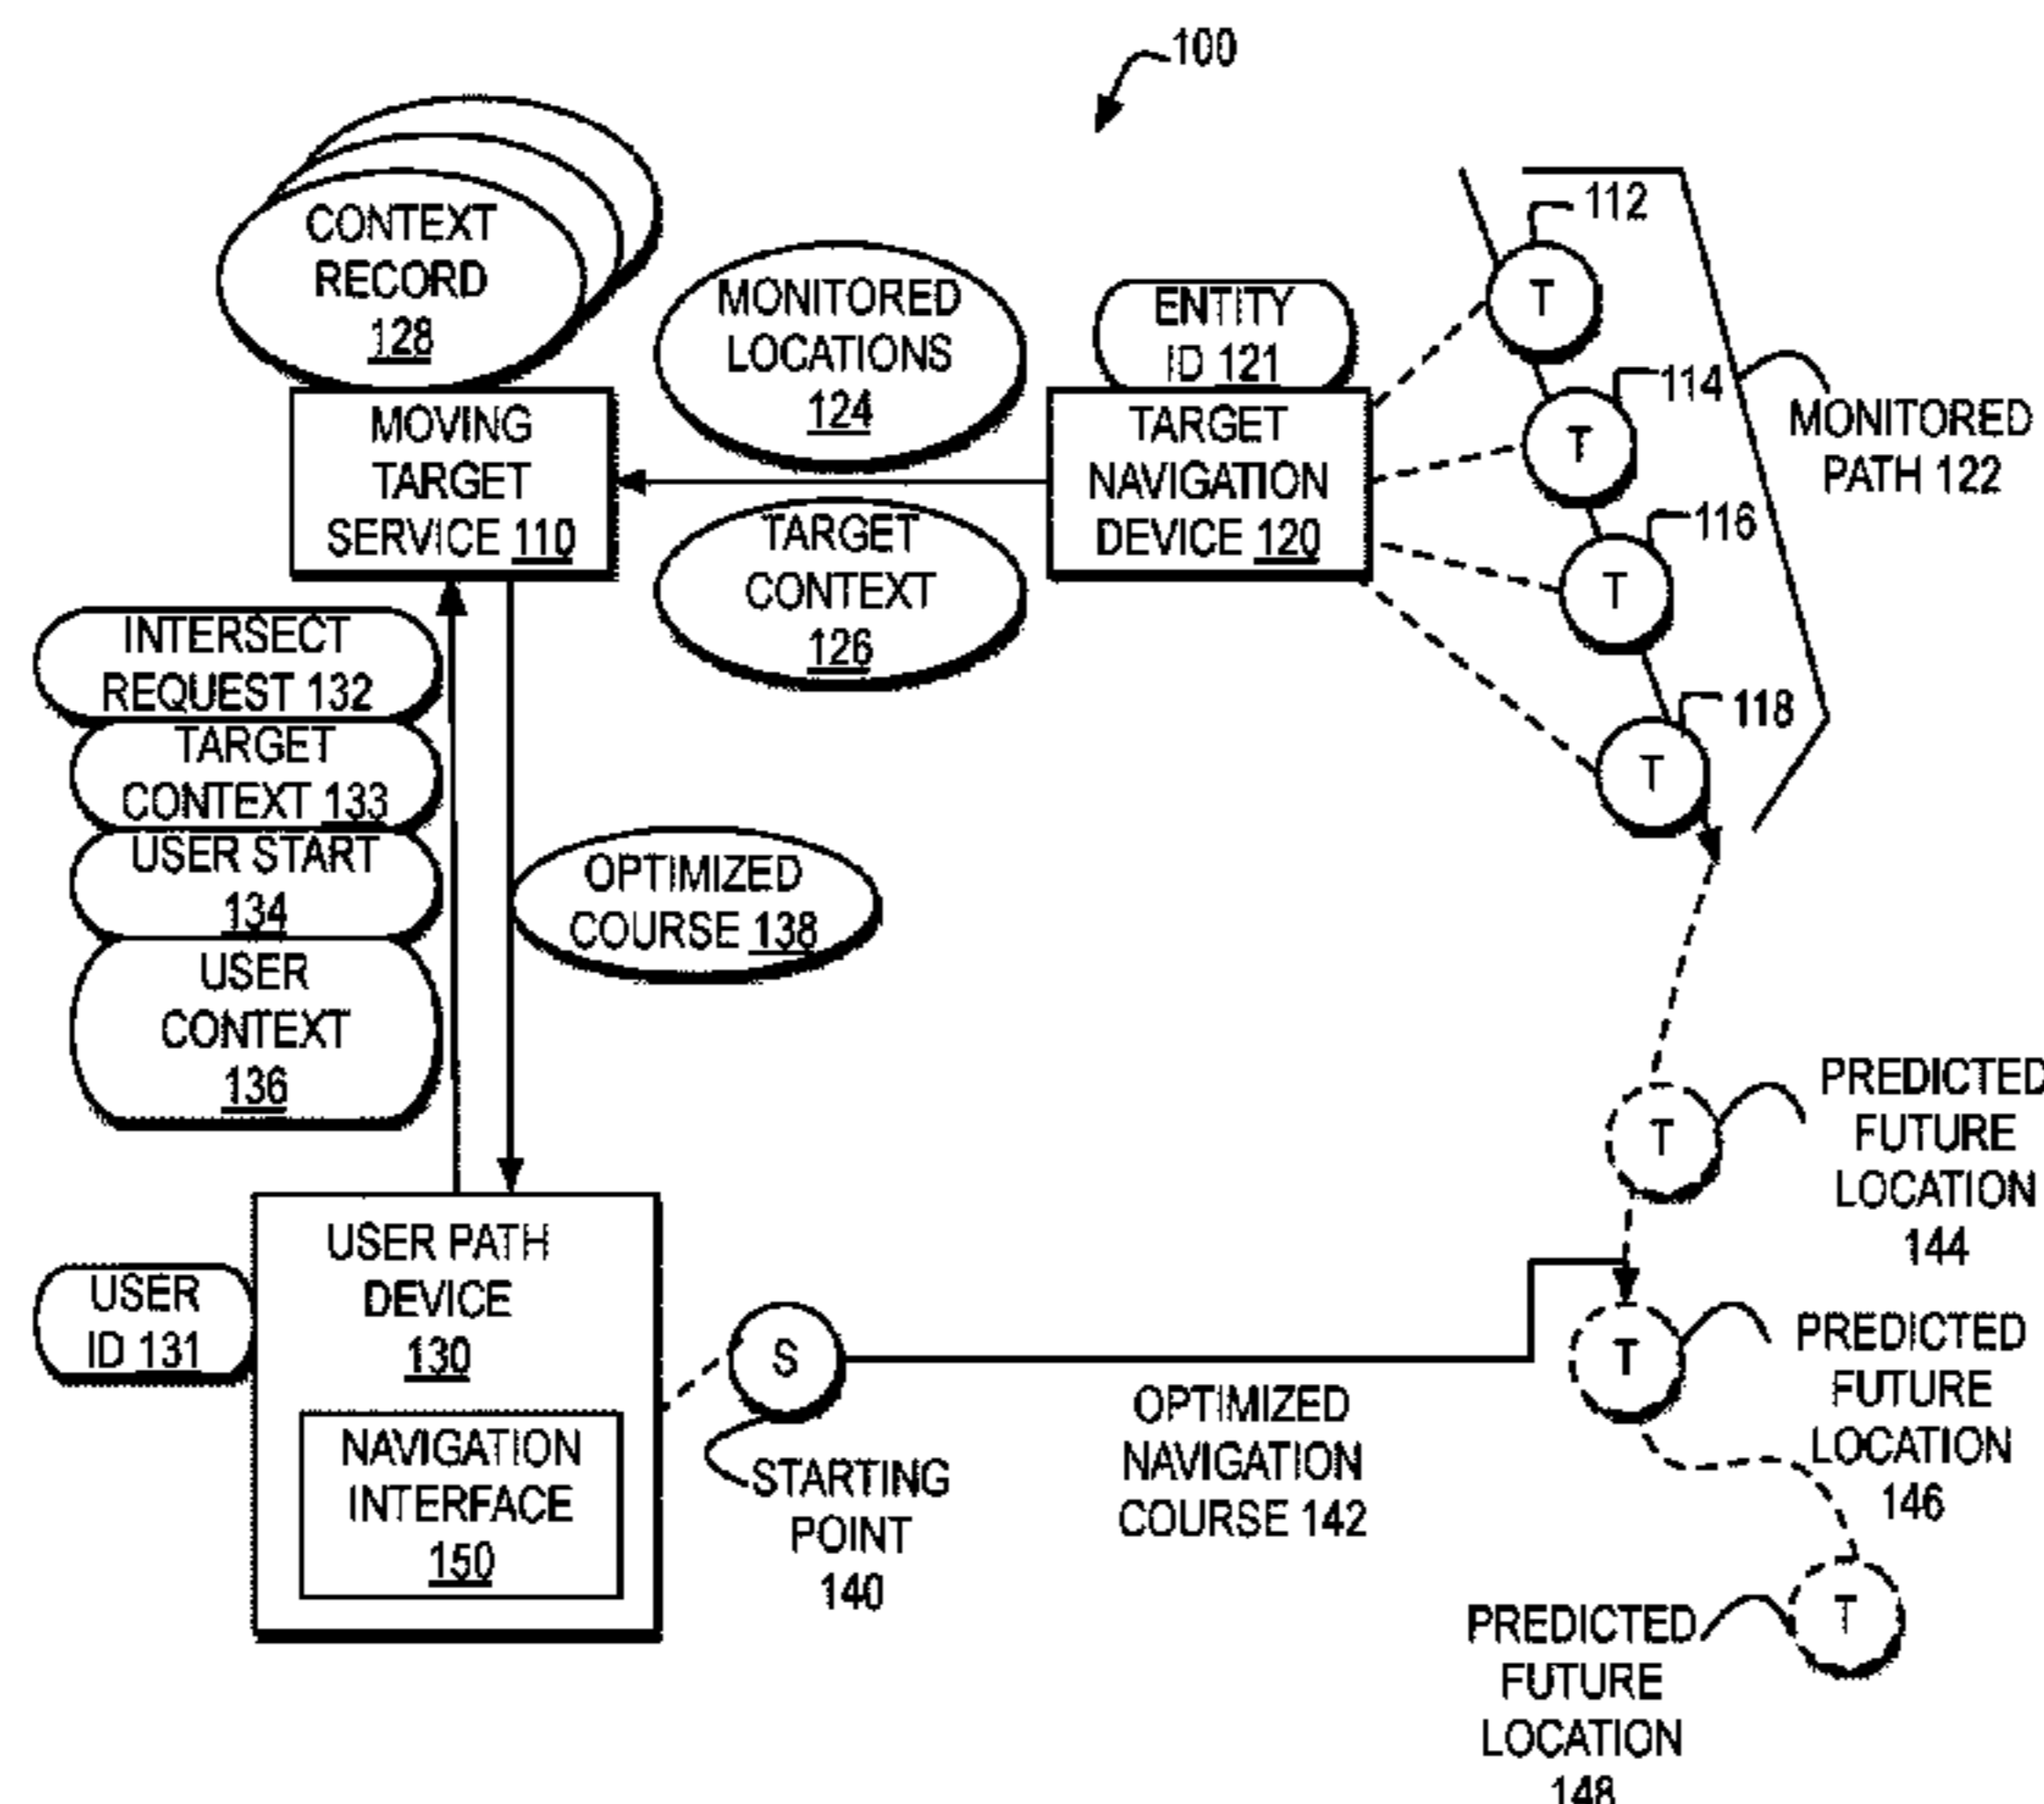 100
CONTEXT
RECORD
128
MONITORED
LOCATIONS
124
ENTITY
ID 121
T
112
T
114
T
116
T
118
MONITORED
PATH 122
MOVING
TARGET
SERVICE 110
TARGET
NAVIGATION
DEVICE 120
TARGET
CONTEXT
126
INTERSECT
REQUEST 132
TARGET
CONTEXT 133
USER START
134
USER
CONTEXT
136
OPTIMIZED
COURSE 138
T
PREDICTED
FUTURE
LOCATION
144
USER
ID 131
USER PATH
DEVICE
130
NAVIGATION
INTERFACE
150
S
STARTING
POINT
140
OPTIMIZED
NAVIGATION
COURSE 142
T
PREDICTED
FUTURE
LOCATION
146
T
PREDICTED
FUTURE
LOCATION
148